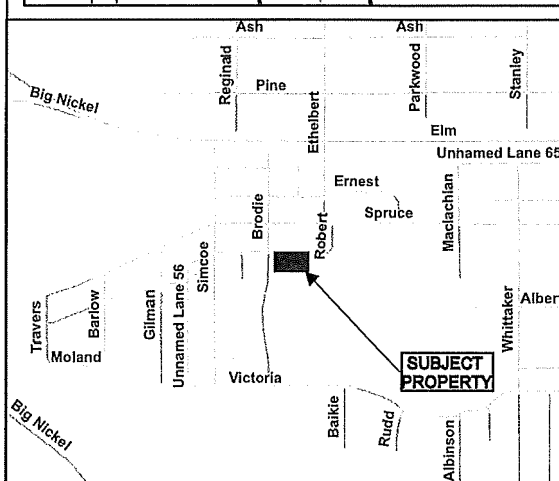 Ash
Ash
Reginald
Parkwood
Stanley
Pine
Big Nickel
Ethelbert
Elm
Unnamed Lane 65
Ernest
Spruce
Maclachlan
Brodie
Robert
Simcoe
Unnamed Lane 56
Gilman
Barlow
Travers
Moland
Whittaker
Albert
SUBJECT
PROPERTY
Victoria
Big Nickel
Baikie
Rudd
Albinson